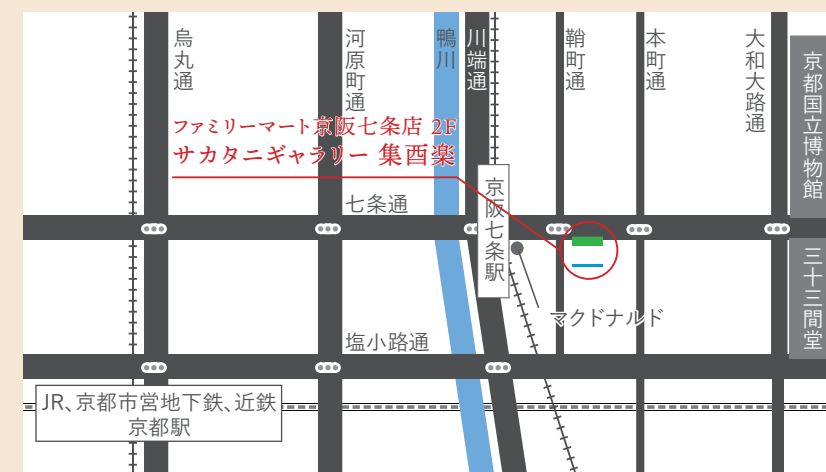 烏丸通
河原町通
鴨川
川端通
鞘町通
本町通
大和大路通
京都国立博物館
ファミリーマート京阪七条店 2F
サカタニギャラリー 集酉楽
七条通
京阪七条駅
三十三間堂
マクドナルド
塩小路通
JR、京都市営地下鉄、近鉄
京都駅